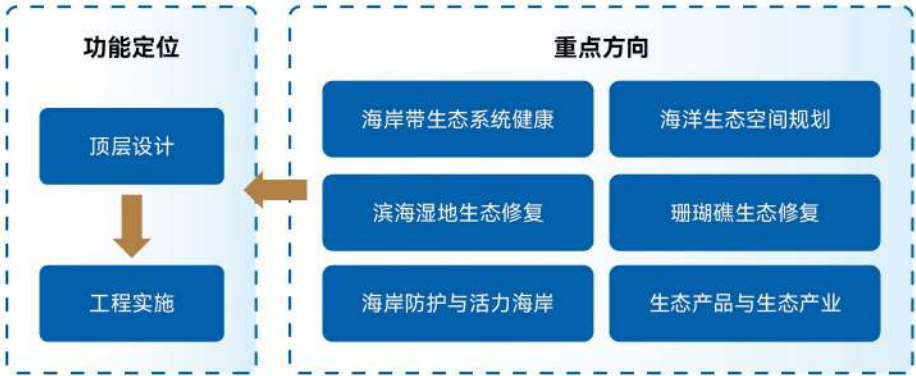 功能定位
顶层设计
工程实施
重点方向
海岸带生态系统健康
海洋生态空间规划
滨海湿地生态修复
珊瑚礁生态修复
海岸防护与活力海岸
生态产品与生态产业